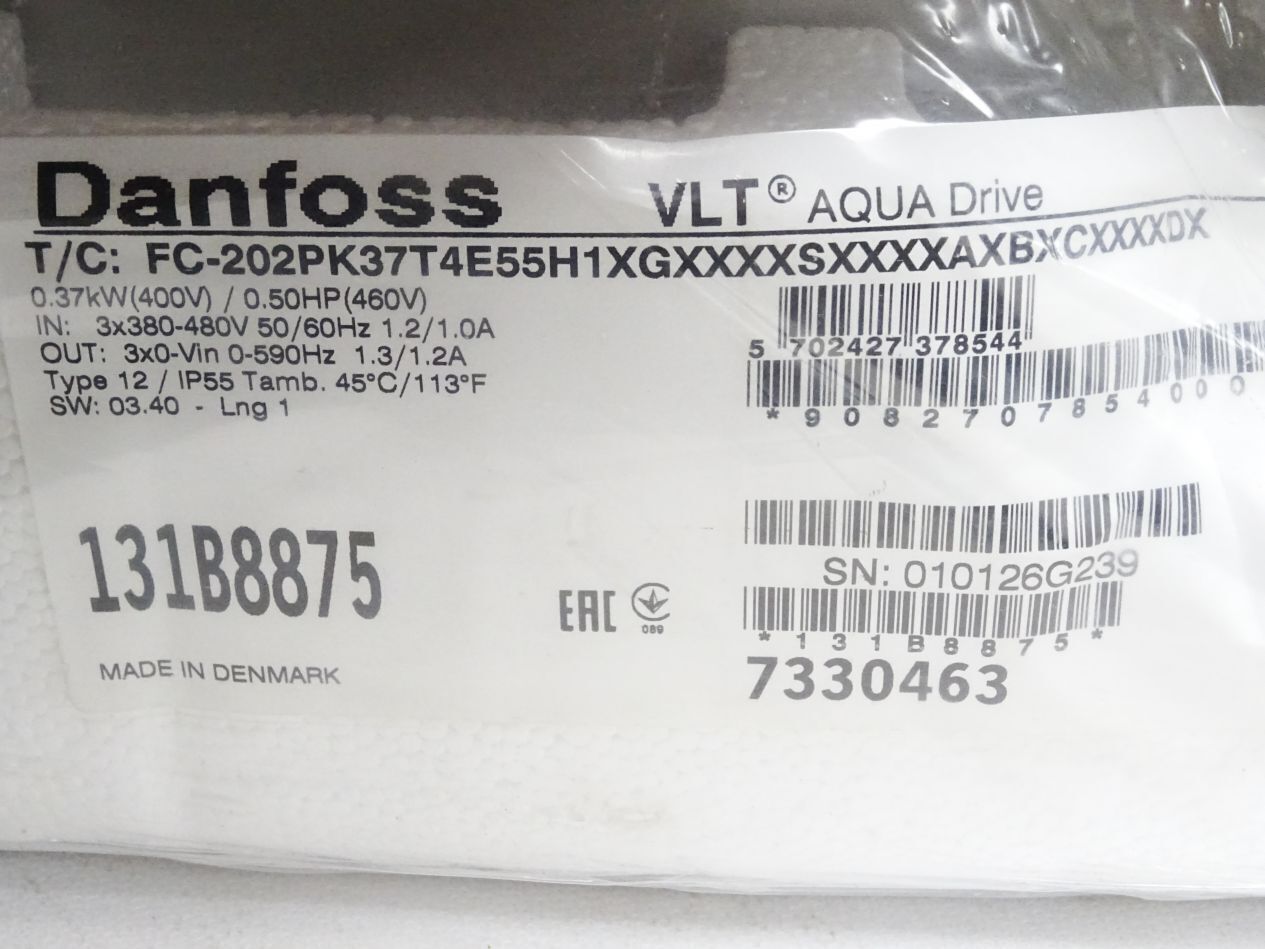 Danfoss VLT® AQUA Drive
T/C: FC-202PK37T4E55H1XGXXXXSXXXXAXBXCXXXXDX
0.37kW(400V) / 0.50HP(460V)
IN: 3x380-480V 50/60Hz 1.2/1.0A
OUT: 3x0-Vin 0-590Hz 1.3/1.2A
Type 12 / IP55 Tamb. 45°C/113°F
SW: 03.40 - Lng 1
5 702427 378544
*9082707854000
131B8875
MADE IN DENMARK
EAC
089
SN: 010126G239
*131B8875*
7330463